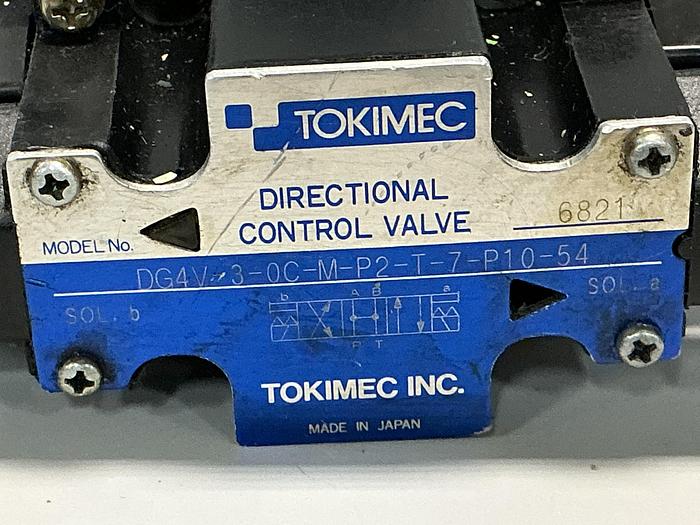 TOKIMEC
DIRECTIONAL
CONTROL VALVE
6821
MODEL No.
DG4V-3-0C-M-P2-T-7-P10-54
SOL. b
b A B a
SOL. a
P T
TOKIMEC INC.
MADE IN JAPAN